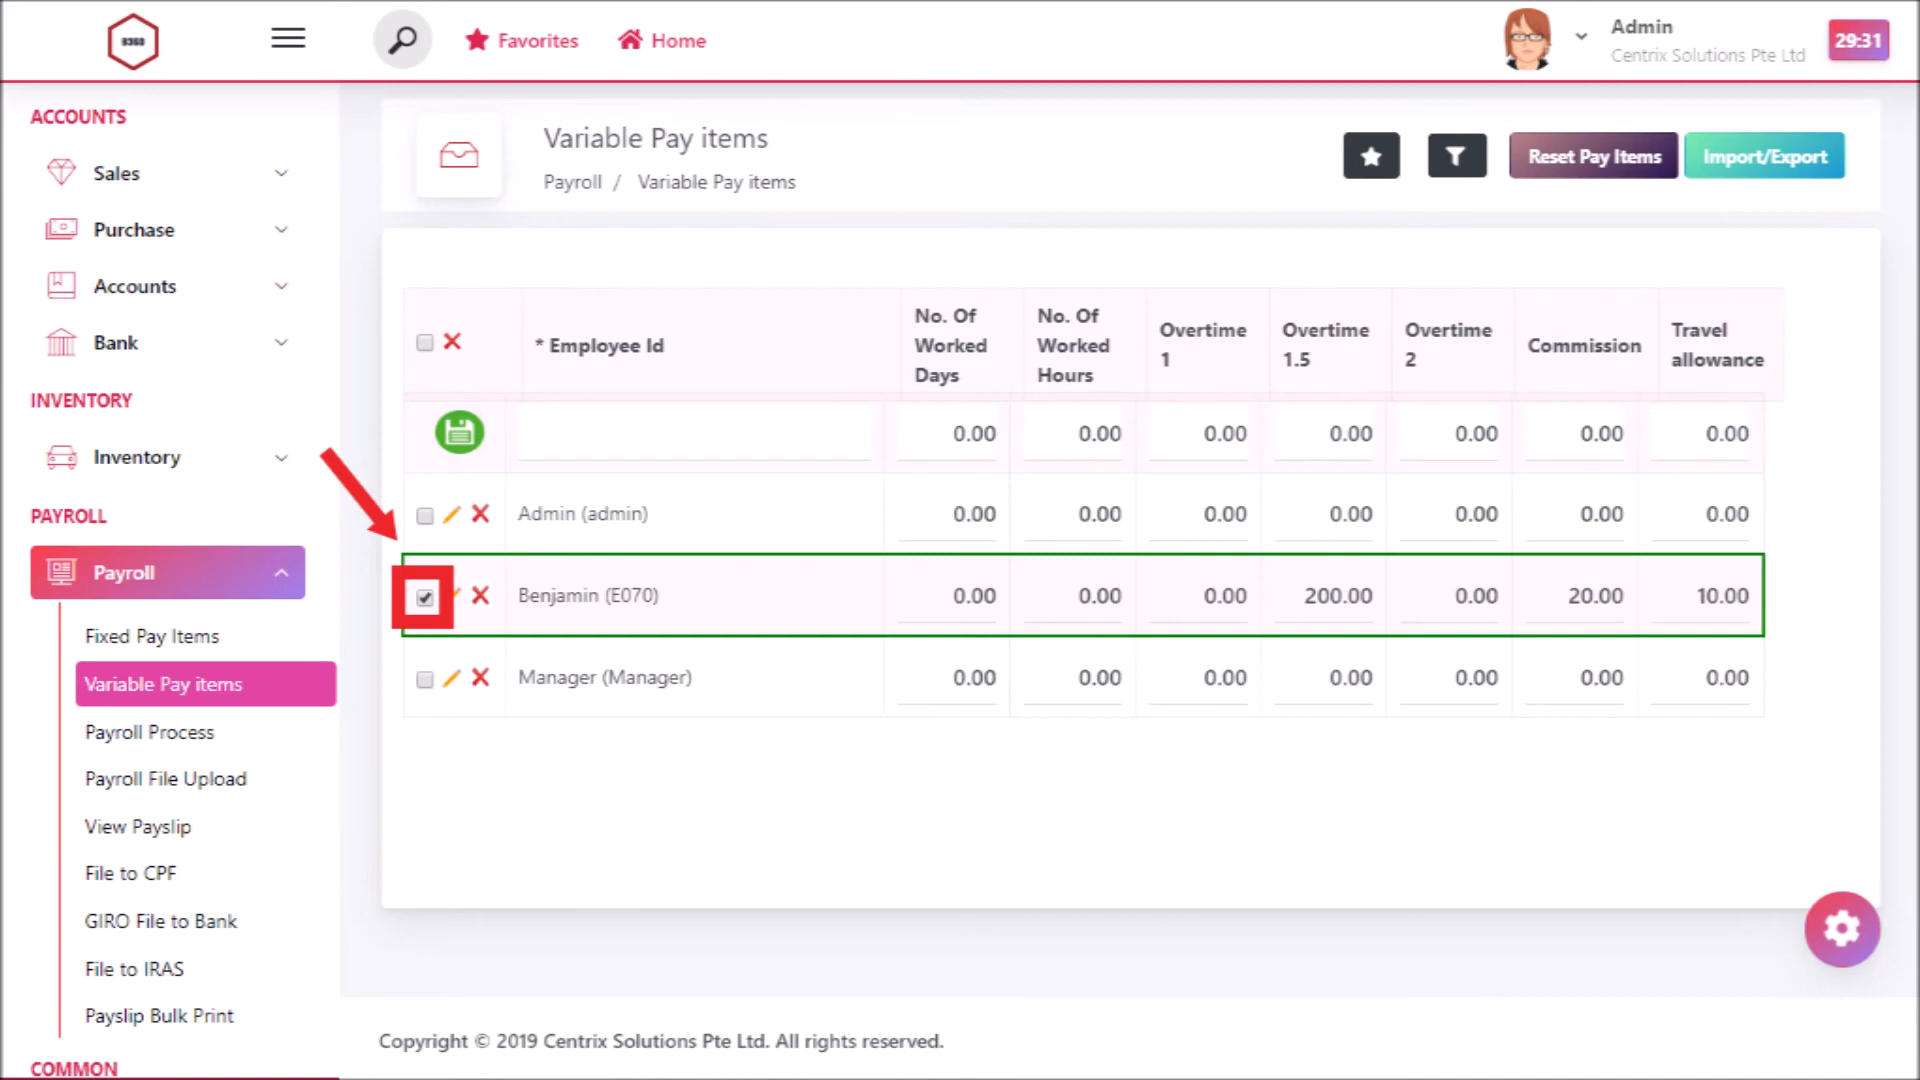 8360
Favorites
Home
Admin
Centrix Solutions Pte Ltd
29:31
ACCOUNTS
Sales
Purchase
Accounts
Bank
INVENTORY
Inventory
PAYROLL
Payroll
Fixed Pay Items
Variable Pay items
Payroll Process
Payroll File Upload
View Payslip
File to CPF
GIRO File to Bank
File to IRAS
Payslip Bulk Print
COMMON
Variable Pay items
Payroll / Variable Pay items
Reset Pay Items
Import/Export
* Employee Id
No. Of
Worked
Days
No. Of
Worked
Hours
Overtime
1
Overtime
1.5
Overtime
2
Commission
Travel
allowance
0.00 0.00 0.00 0.00 0.00 0.00 0.00
Admin (admin) 0.00 0.00 0.00 0.00 0.00 0.00 0.00
Benjamin (E070) 0.00 0.00 0.00 200.00 0.00 20.00 10.00
Manager (Manager) 0.00 0.00 0.00 0.00 0.00 0.00 0.00
Copyright © 2019 Centrix Solutions Pte Ltd. All rights reserved.